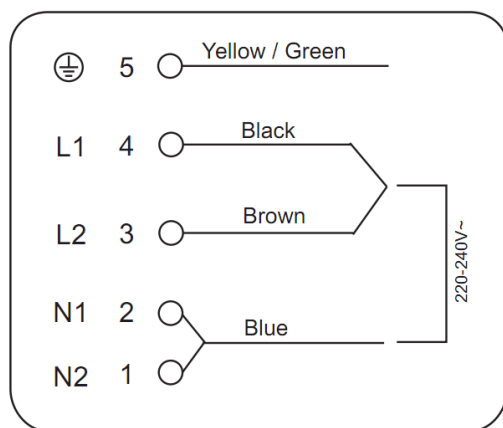 5 Yellow / Green
L1 4 Black
L2 3 Brown
N1 2
Blue
N2 1
220-240V~